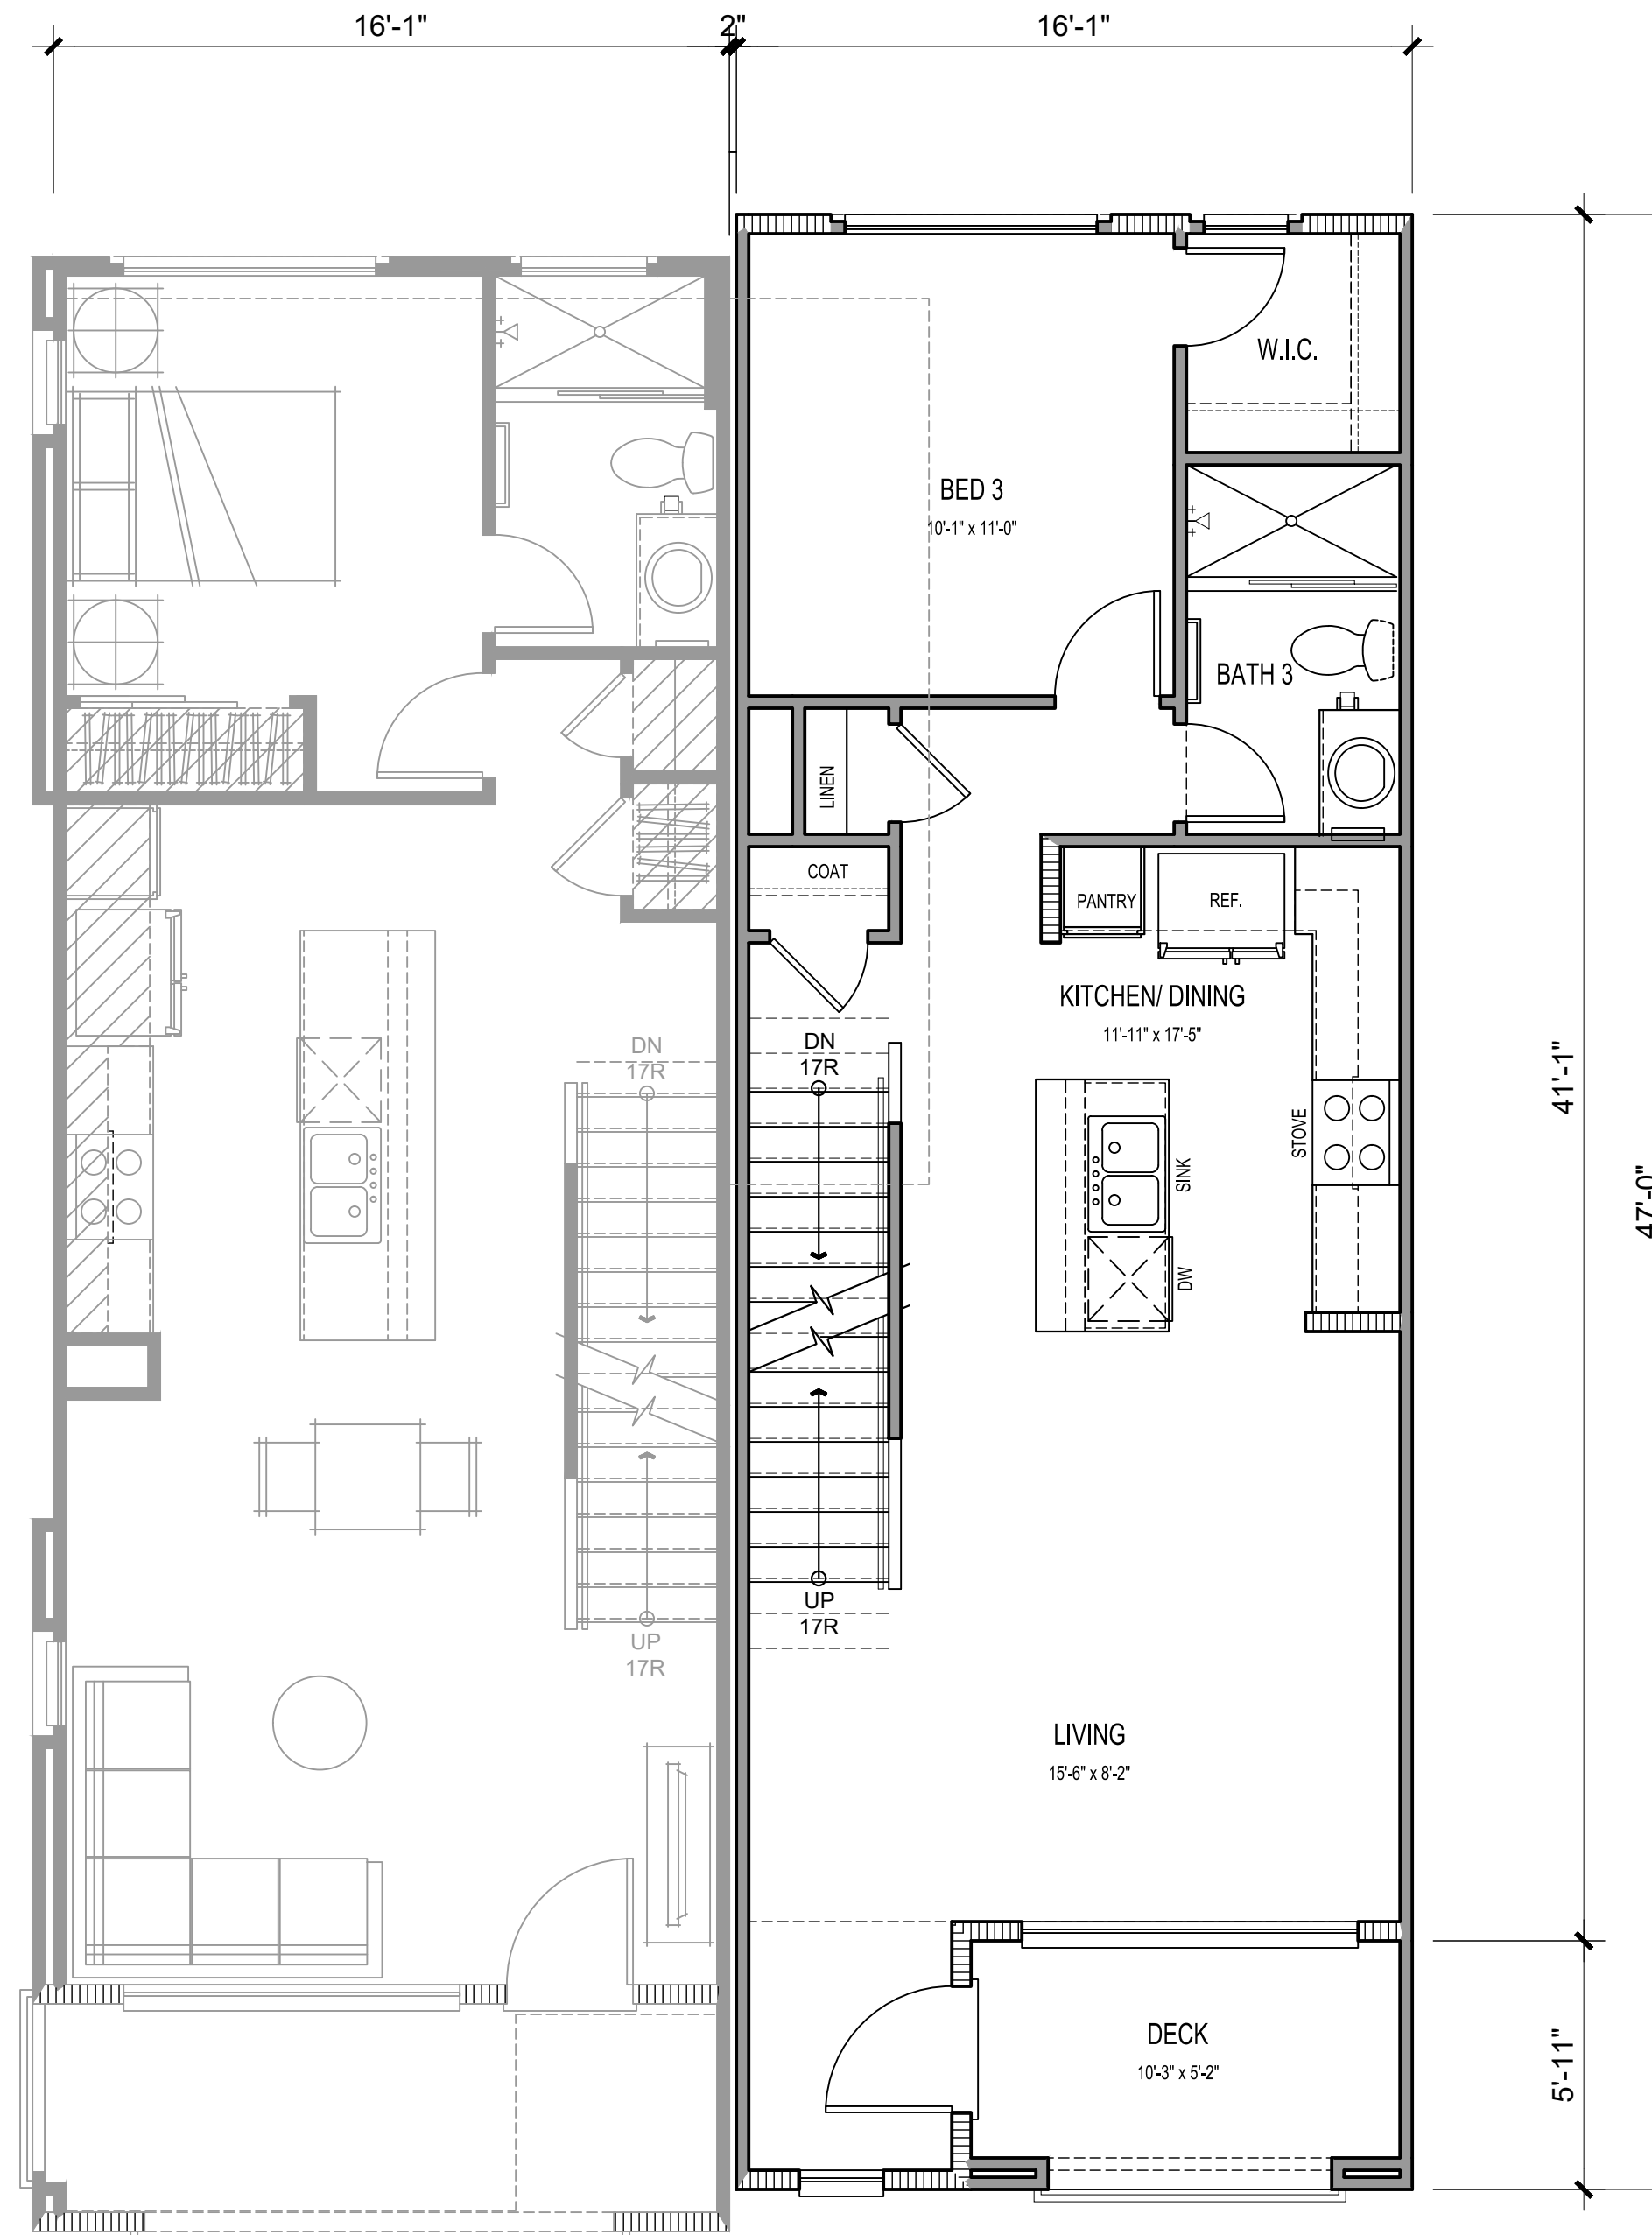 16'-1"
2"
16'-1"
W.I.C.
BED 3
10'-1" x 11'-0"
BATH 3
LINEN
COAT
PANTRY
REF.
KITCHEN/ DINING
11'-11" x 17'-5"
DN
17R
DN
17R
STOVE
SINK
DW
41'-1"
47'-0"
UP
17R
UP
17R
LIVING
15'-6" x 8'-2"
DECK
10'-3" x 5'-2"
5'-11"